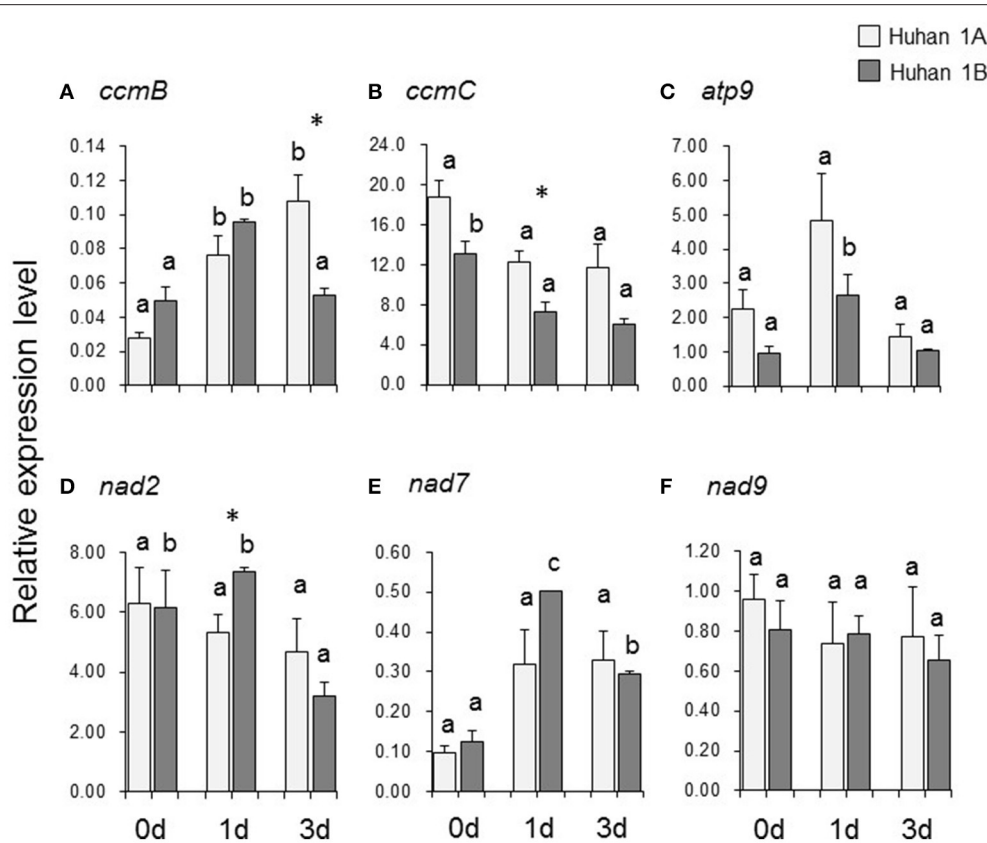 Huhan 1A
Huhan 1B
Relative expression level
A ccmB
0.14
0.12
0.10
0.08
0.06
0.04
0.02
0.00
a a b b b * a
B ccmC
24.0
20.0
16.0
12.0
8.0
4.0
0.0
a b a * a a a
C atp9
7.00
6.00
5.00
4.00
3.00
2.00
1.00
0.00
a a a b a a
D nad2
8.00
6.00
4.00
2.00
0.00
a b a * b a a
0d 1d 3d
E nad7
0.60
0.50
0.40
0.30
0.20
0.10
0.00
a a a c a b
0d 1d 3d
F nad9
1.20
1.00
0.80
0.60
0.40
0.20
0.00
a a a a a a
0d 1d 3d